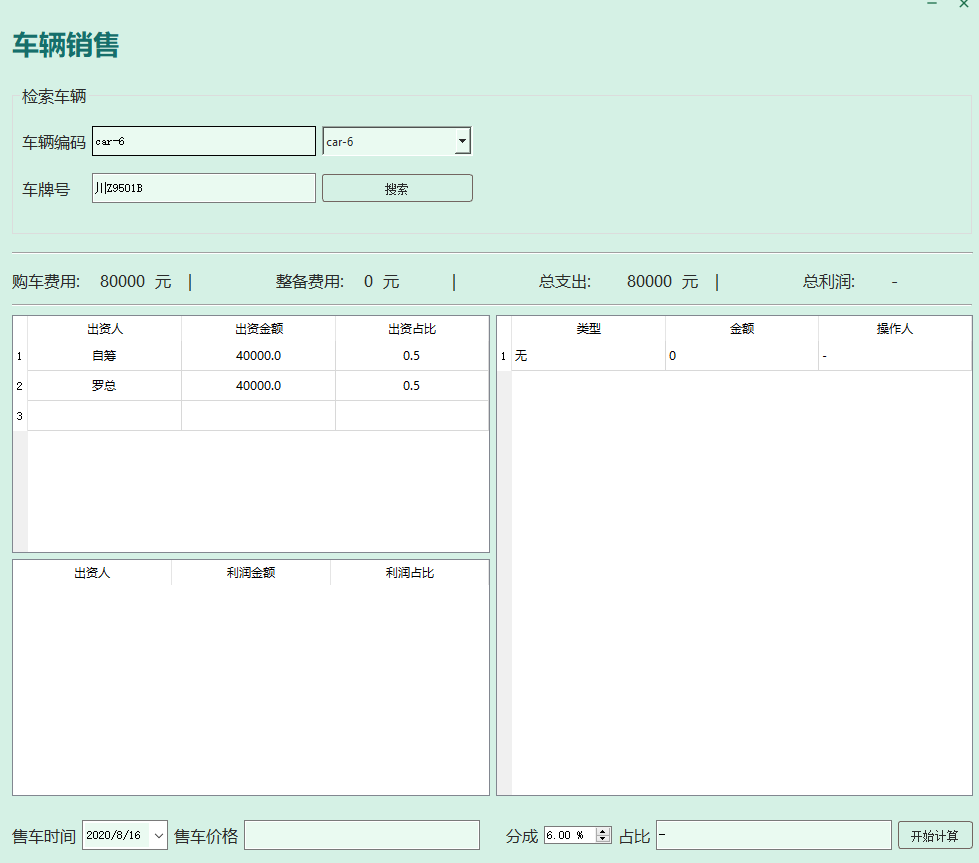 车辆销售
检索车辆
车辆编码 car-6 car-6
车牌号 川Z9501B 搜索
购车费用: 80000 元 | 整备费用: 0 元 | 总支出: 80000 元 | 总利润: -
出资人 出资金额 出资占比
1 自筹 40000.0 0.5
2 罗总 40000.0 0.5
3
类型 金额 操作人
1 无 0 -
出资人 利润金额 利润占比
售车时间 2020/8/16 售车价格 分成 6.00 % 占比 - 开始计算